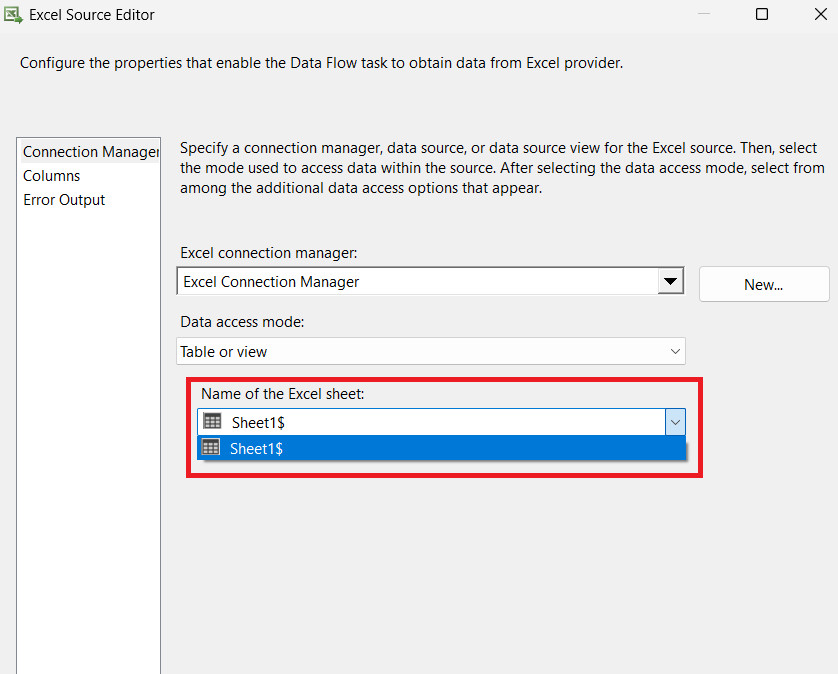 Excel Source Editor
Configure the properties that enable the Data Flow task to obtain data from Excel provider.
Connection Manager
Columns
Error Output
Specify a connection manager, data source, or data source view for the Excel source. Then, select
the mode used to access data within the source. After selecting the data access mode, select from
among the additional data access options that appear.
Excel connection manager:
Excel Connection Manager
New...
Data access mode:
Table or view
Name of the Excel sheet:
Sheet1$
Sheet1$